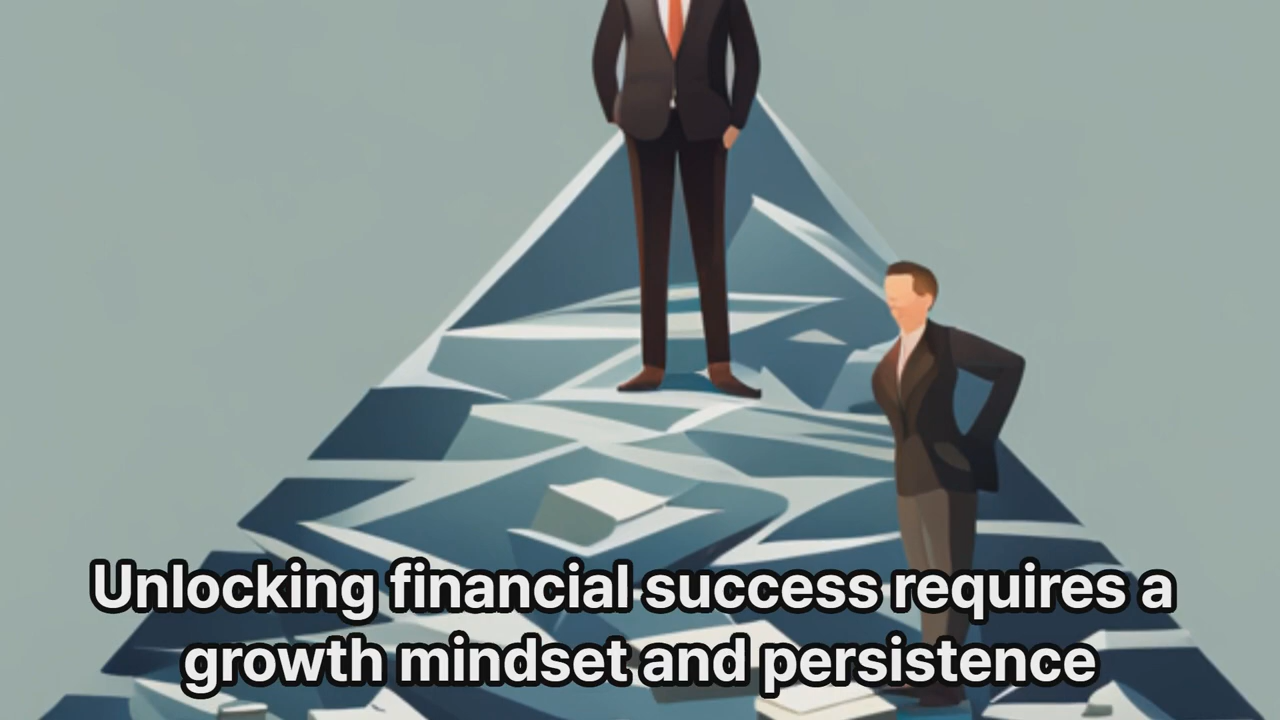 Unlocking financial success requires a
growth mindset and persistence